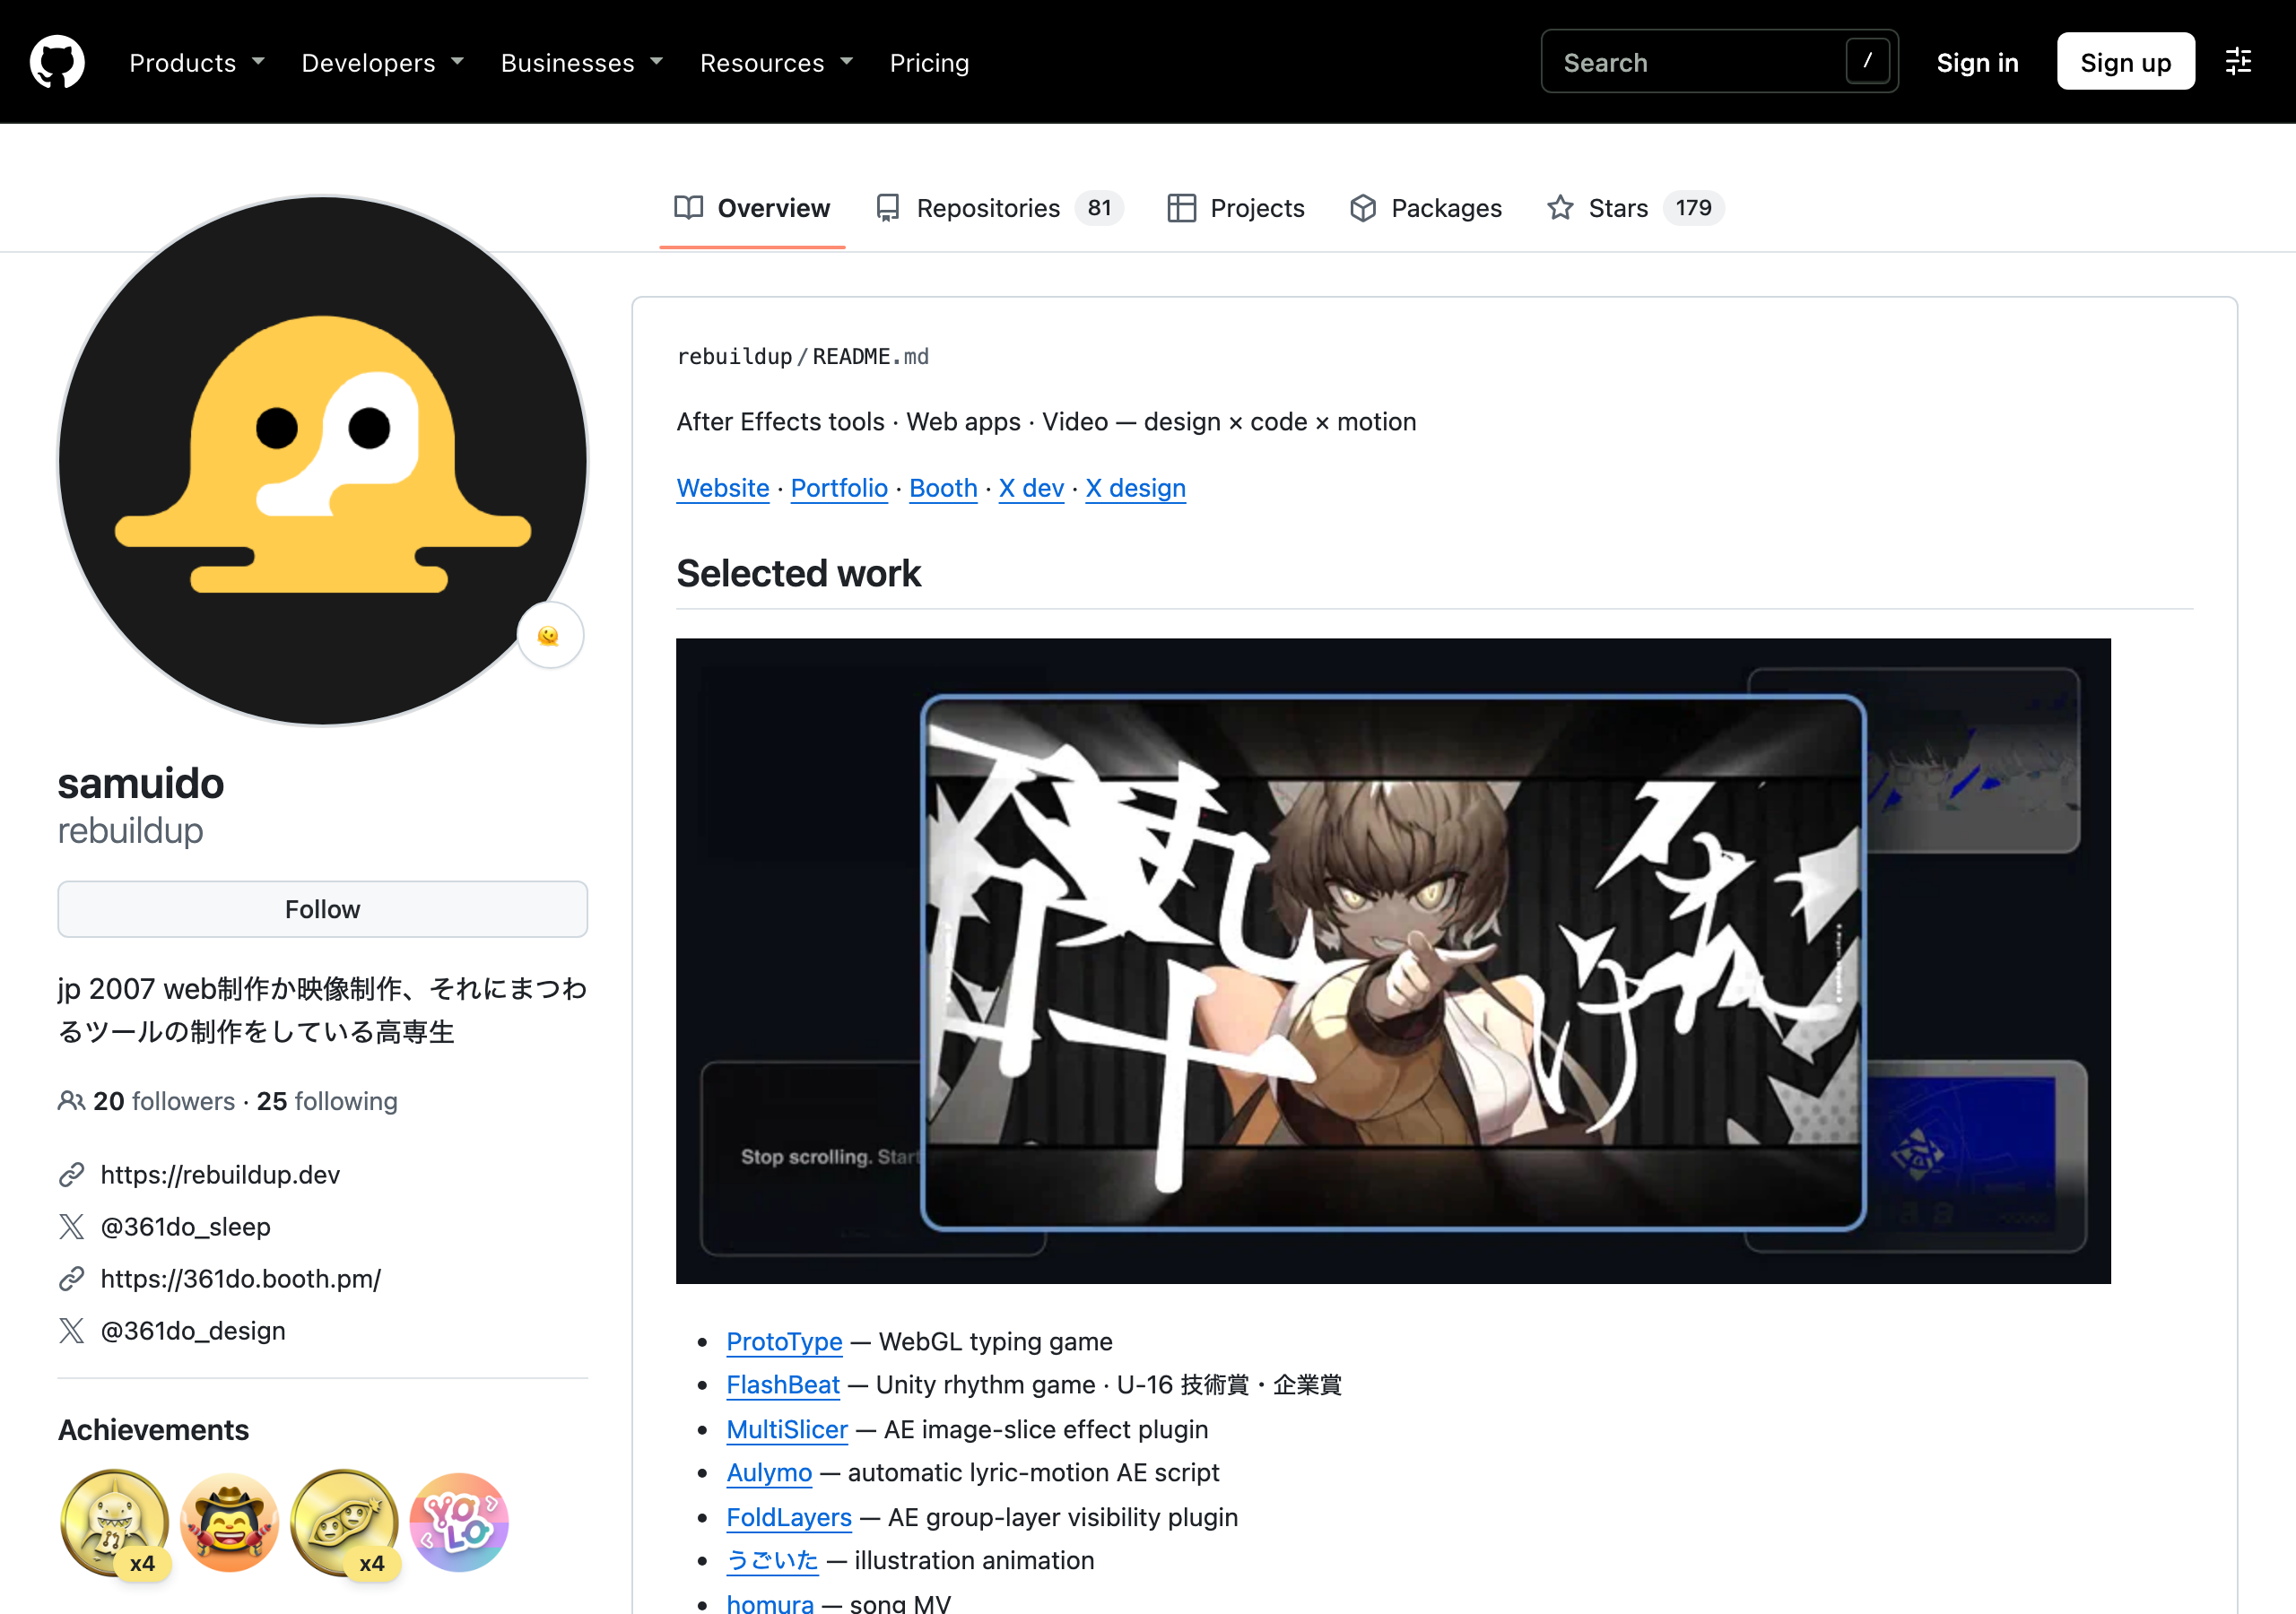 Products
Developers
Businesses
Resources
Pricing
Search
/
Sign in
Sign up
Overview
Repositories 81
Projects
Packages
Stars 179
samuido
rebuildup
Follow
jp 2007 web制作か映像制作、それにまつわ
るツールの制作をしている高専生
20 followers · 25 following
https://rebuildup.dev
@361do_sleep
https://361do.booth.pm/
@361do_design
Achievements
x4
x4
YOLO
rebuildup/README.md
After Effects tools · Web apps · Video — design × code × motion
Website · Portfolio · Booth · X dev · X design
Selected work
Stop scrolling. Start
ProtoType — WebGL typing game
FlashBeat — Unity rhythm game · U-16 技術賞・企業賞
MultiSlicer — AE image-slice effect plugin
Aulymo — automatic lyric-motion AE script
FoldLayers — AE group-layer visibility plugin
うごいた — illustration animation
homura — song MV